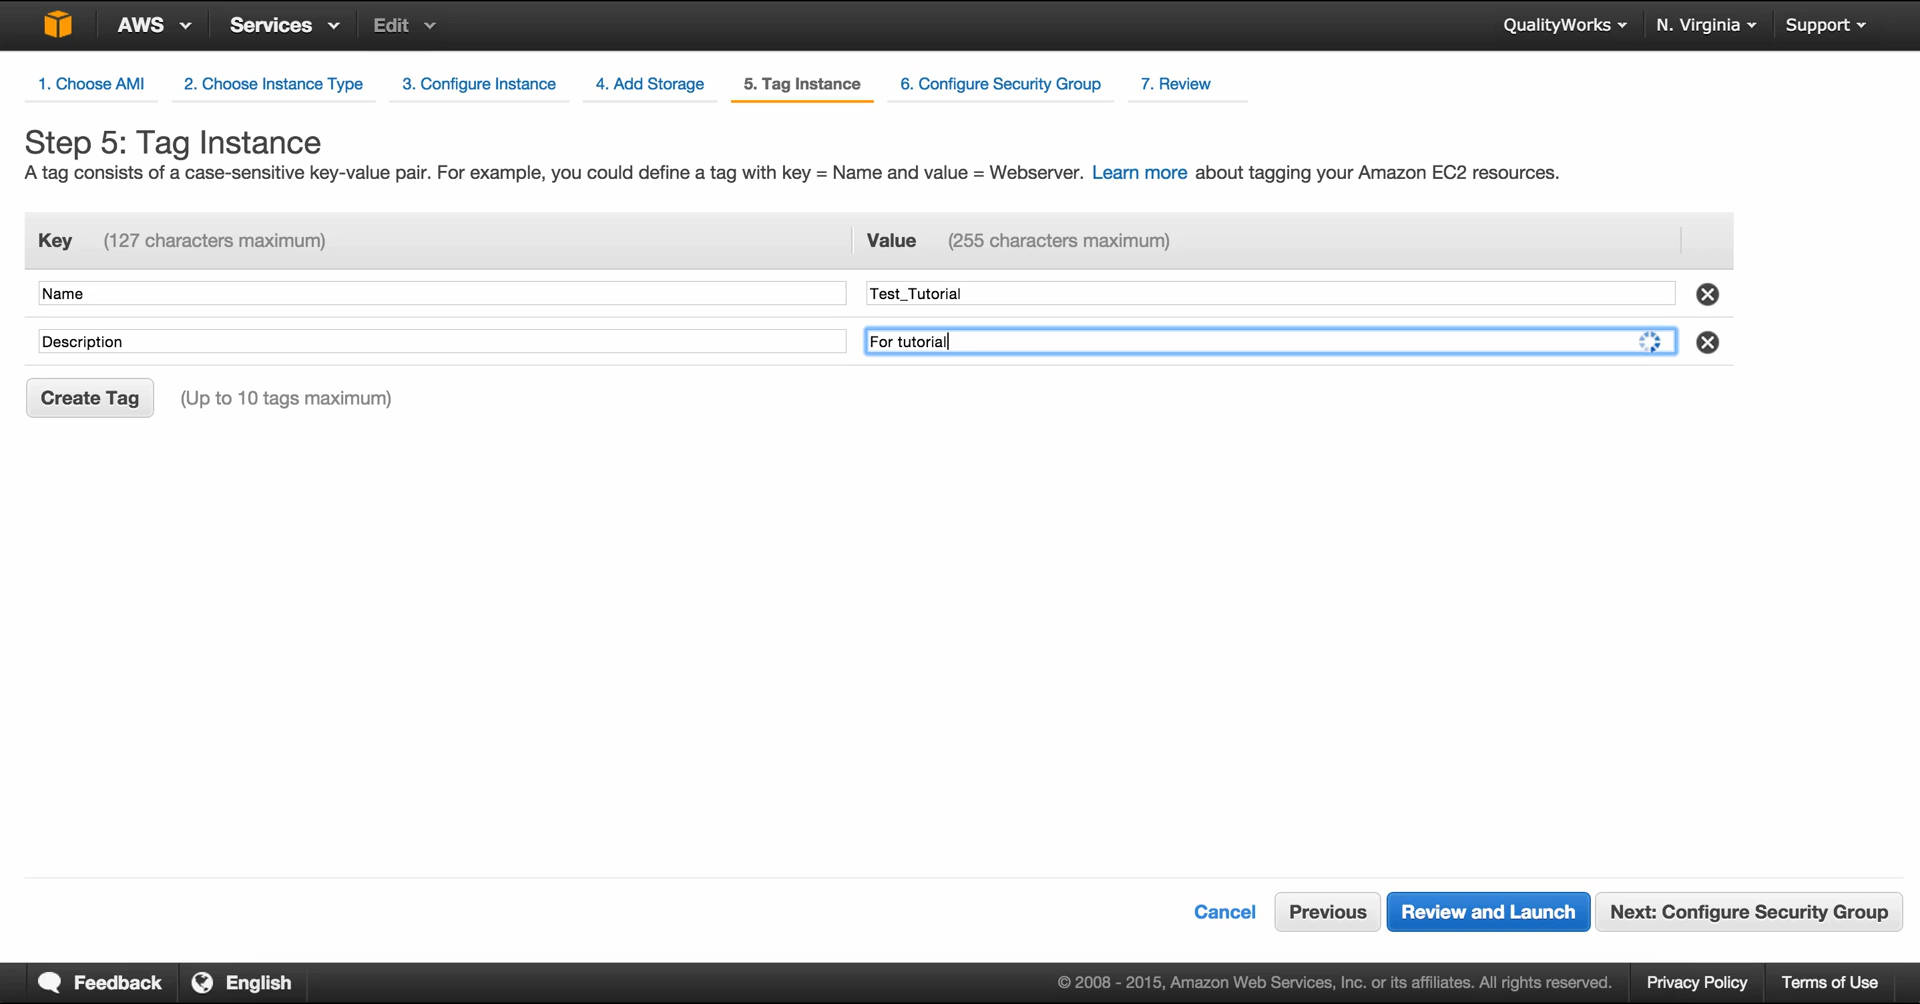 AWS Services Edit QualityWorks N. Virginia Support
1. Choose AMI 2. Choose Instance Type 3. Configure Instance 4. Add Storage 5. Tag Instance 6. Configure Security Group 7. Review
Step 5: Tag Instance
A tag consists of a case-sensitive key-value pair. For example, you could define a tag with key = Name and value = Webserver. Learn more about tagging your Amazon EC2 resources.
Key (127 characters maximum) Value (255 characters maximum)
Name Test_Tutorial
Description For tutorial
Create Tag (Up to 10 tags maximum)
Cancel Previous Review and Launch Next: Configure Security Group
Feedback English © 2008 - 2015, Amazon Web Services, Inc. or its affiliates. All rights reserved. Privacy Policy Terms of Use